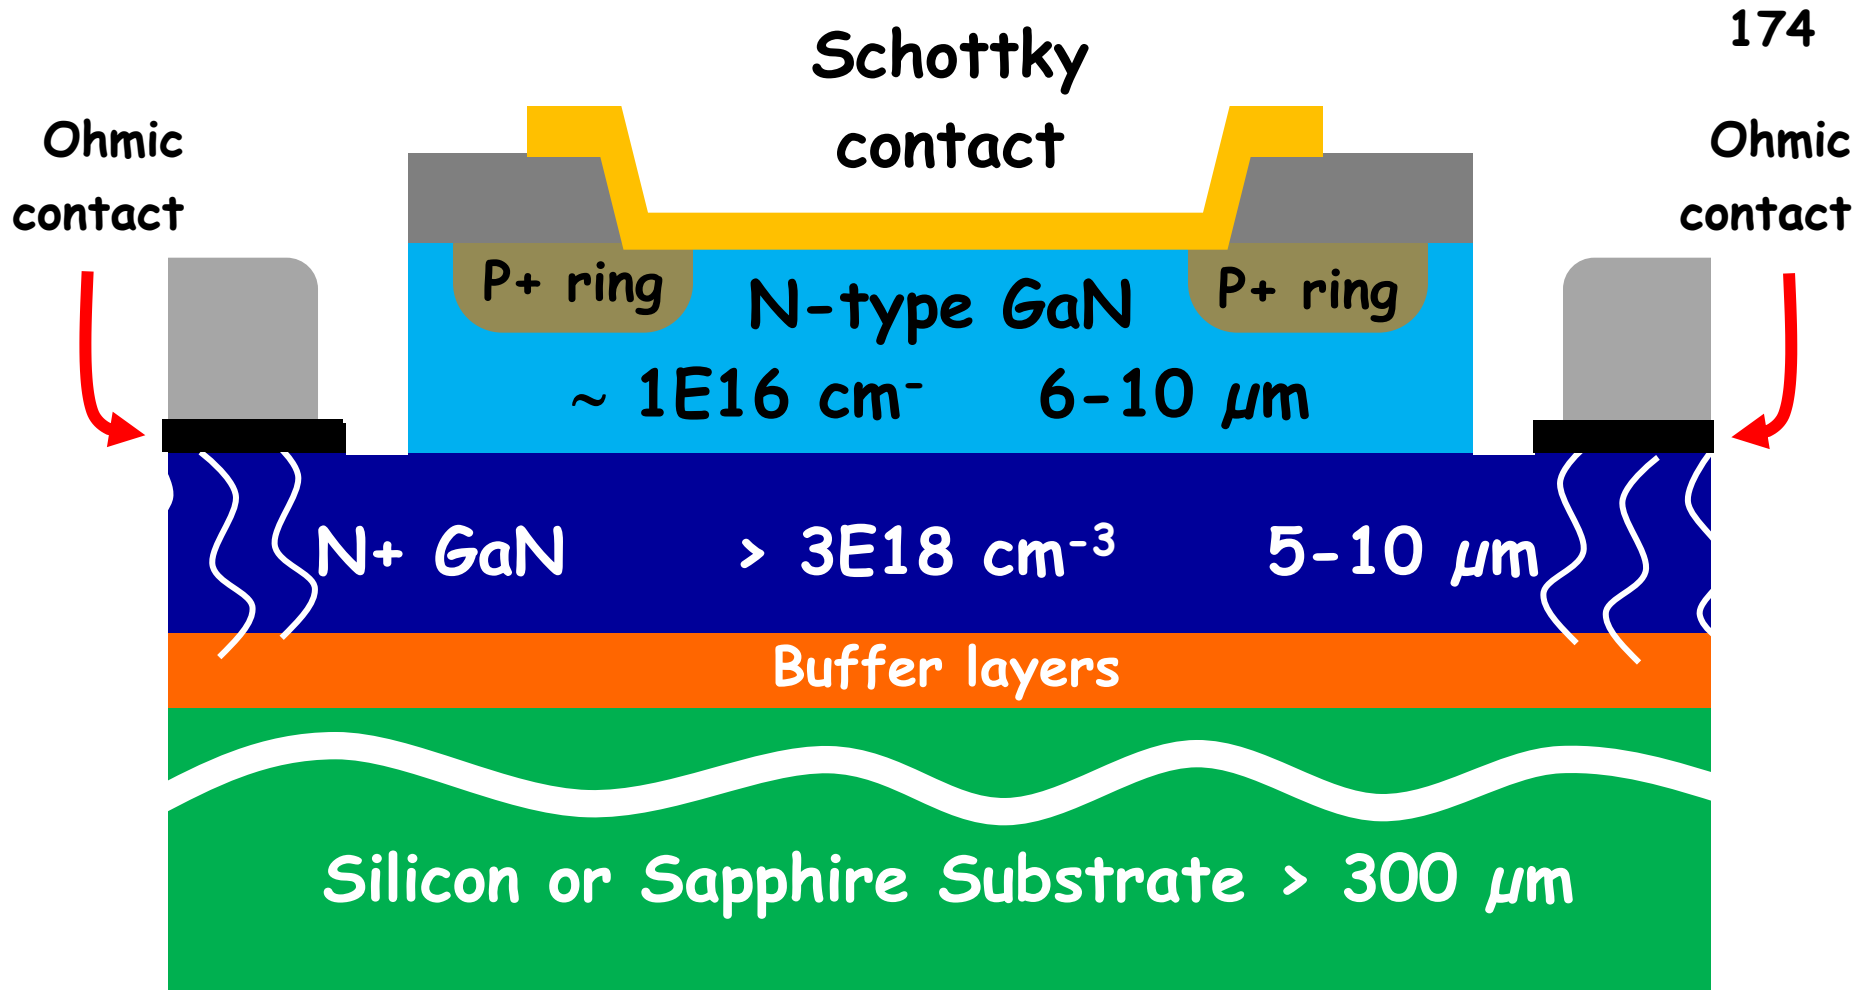 174
Schottky
contact
Ohmic
contact
Ohmic
contact
P+ ring
P+ ring
N-type GaN
~ 1E16 cm⁻ 6-10 µm
N+ GaN > 3E18 cm⁻³ 5-10 µm
Buffer layers
Silicon or Sapphire Substrate > 300 µm